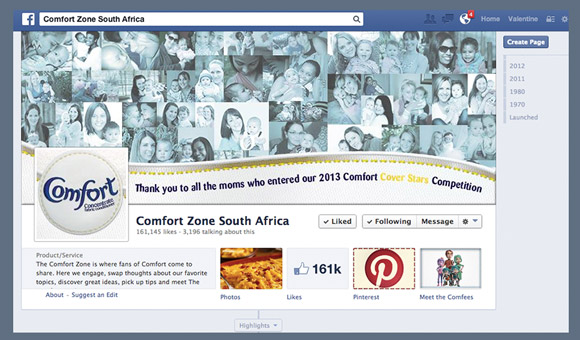 Comfort Zone South Africa
4
Home
Valentine
Create Page
2012
2011
1980
1970
Launched
Comfort
Concentrate
Fabric Conditioner
Thank you to all the moms who entered our 2013 Comfort Cover Stars Competition
Comfort Zone South Africa
161,145 likes · 3,196 talking about this
Liked
Following
Message
Product/Service
The Comfort Zone is where fans of Comfort come to
share. Here we engage, swap thoughts about our favorite
topics, discover great ideas, pick up tips and meet The
About - Suggest an Edit
161k
Photos
Likes
Pinterest
Meet the Comfees
Highlights